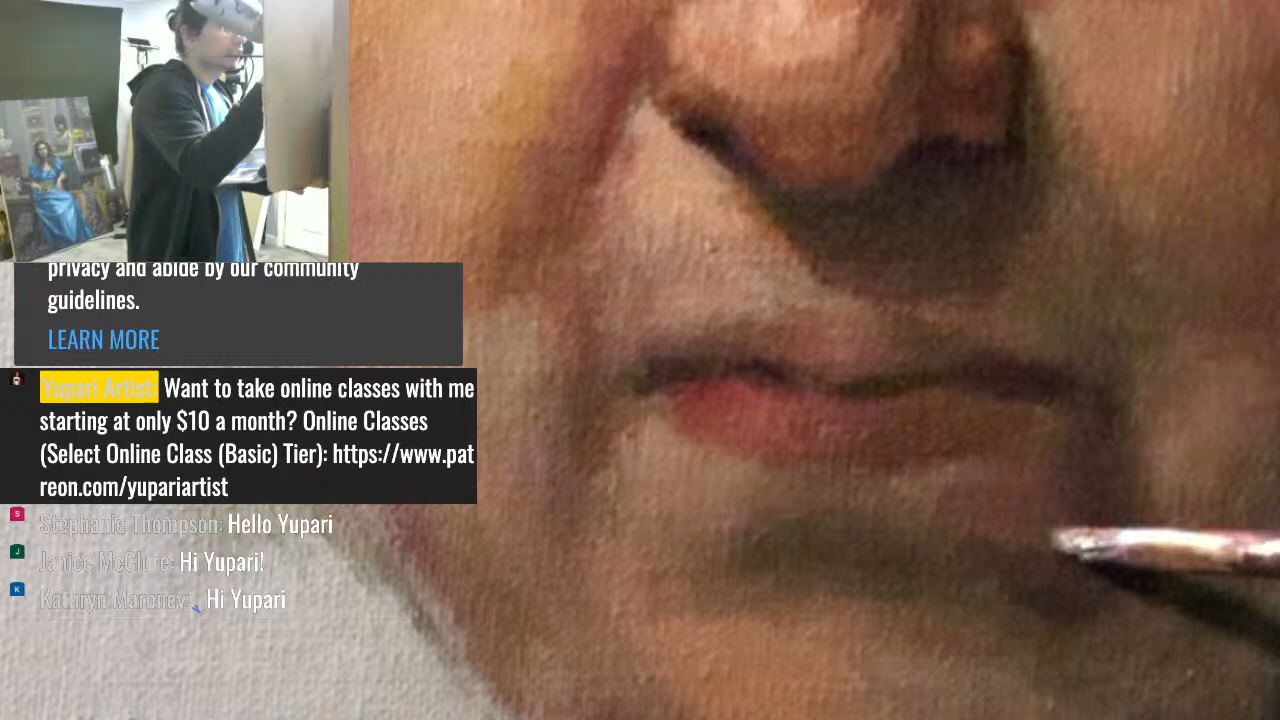 privacy and abide by our community
guidelines.
LEARN MORE
Yupari Artist: Want to take online classes with me
starting at only $10 a month? Online Classes
(Select Online Class (Basic) Tier): https://www.pat
reon.com/yupariartist
S Stephanie Thompson: Hello Yupari
J Janice McClure: Hi Yupari!
K Kathryn Maroney: Hi Yupari